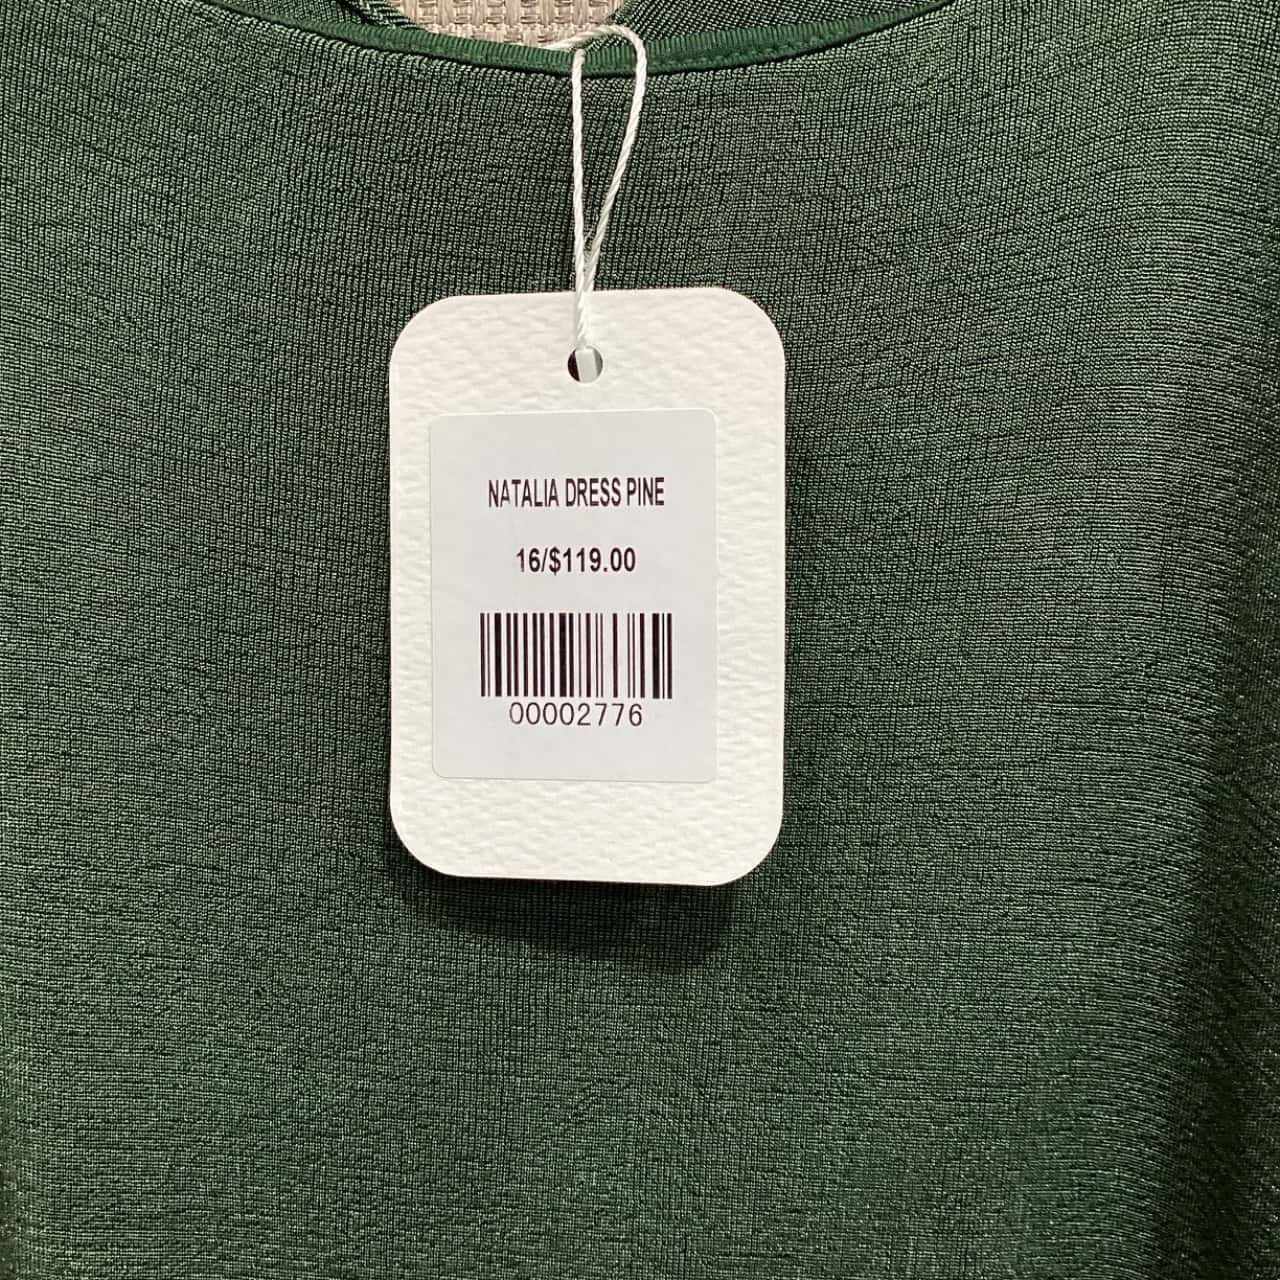 NATALIA DRESS PINE
16/$119.00
00002776